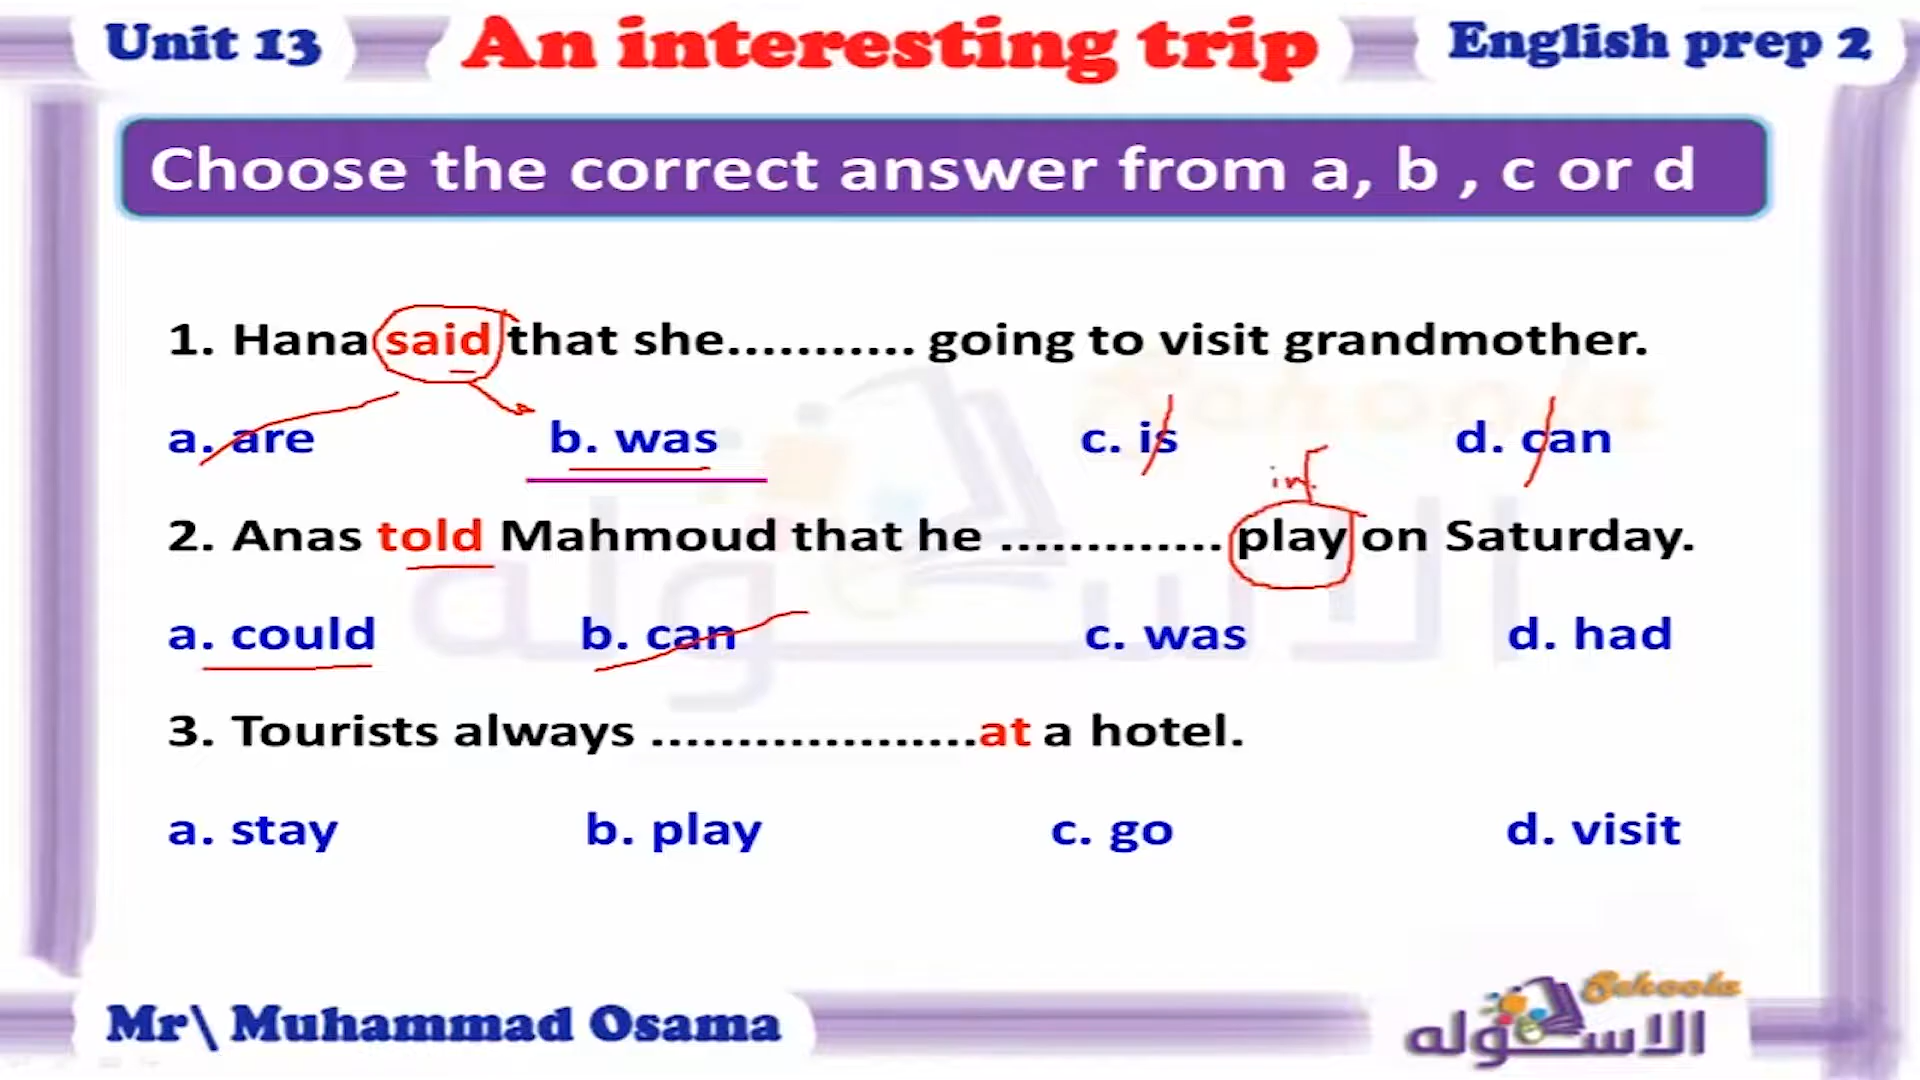 Unit 13
An interesting trip
English prep 2
Choose the correct answer from a, b , c or d
1. Hana said that she........... going to visit grandmother.
a. are b. was c. is d. can
inf
2. Anas told Mahmoud that he ............. play on Saturday.
a. could b. can c. was d. had
3. Tourists always ...................at a hotel.
a. stay b. play c. go d. visit
Mr\ Muhammad Osama
Schoola
الاسكوله